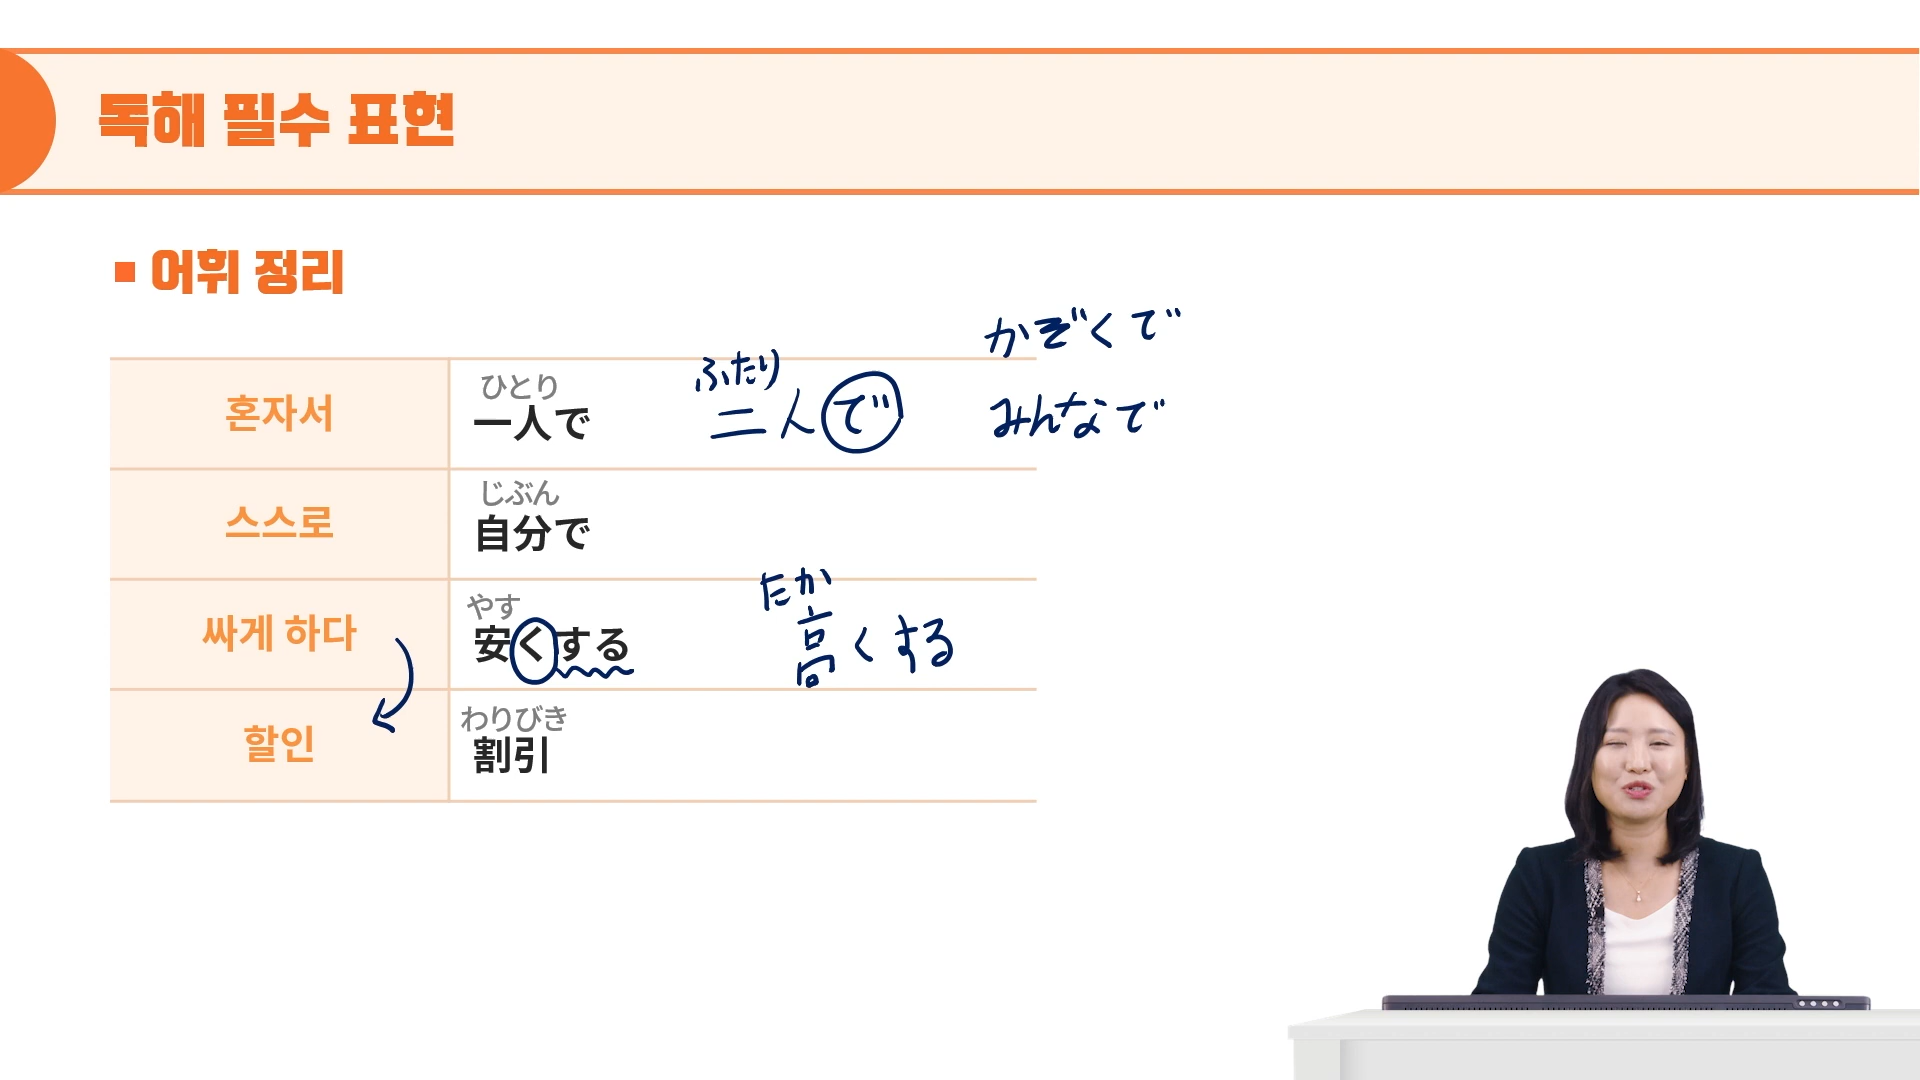 독해 필수 표현
■ 어휘 정리
かぞくで
ふたり
혼자서
ひとり
一人で
二人で
みんなで
스스로
じぶん
自分で
싸게 하다
やす
安くする
たか
高くする
할인
わりびき
割引